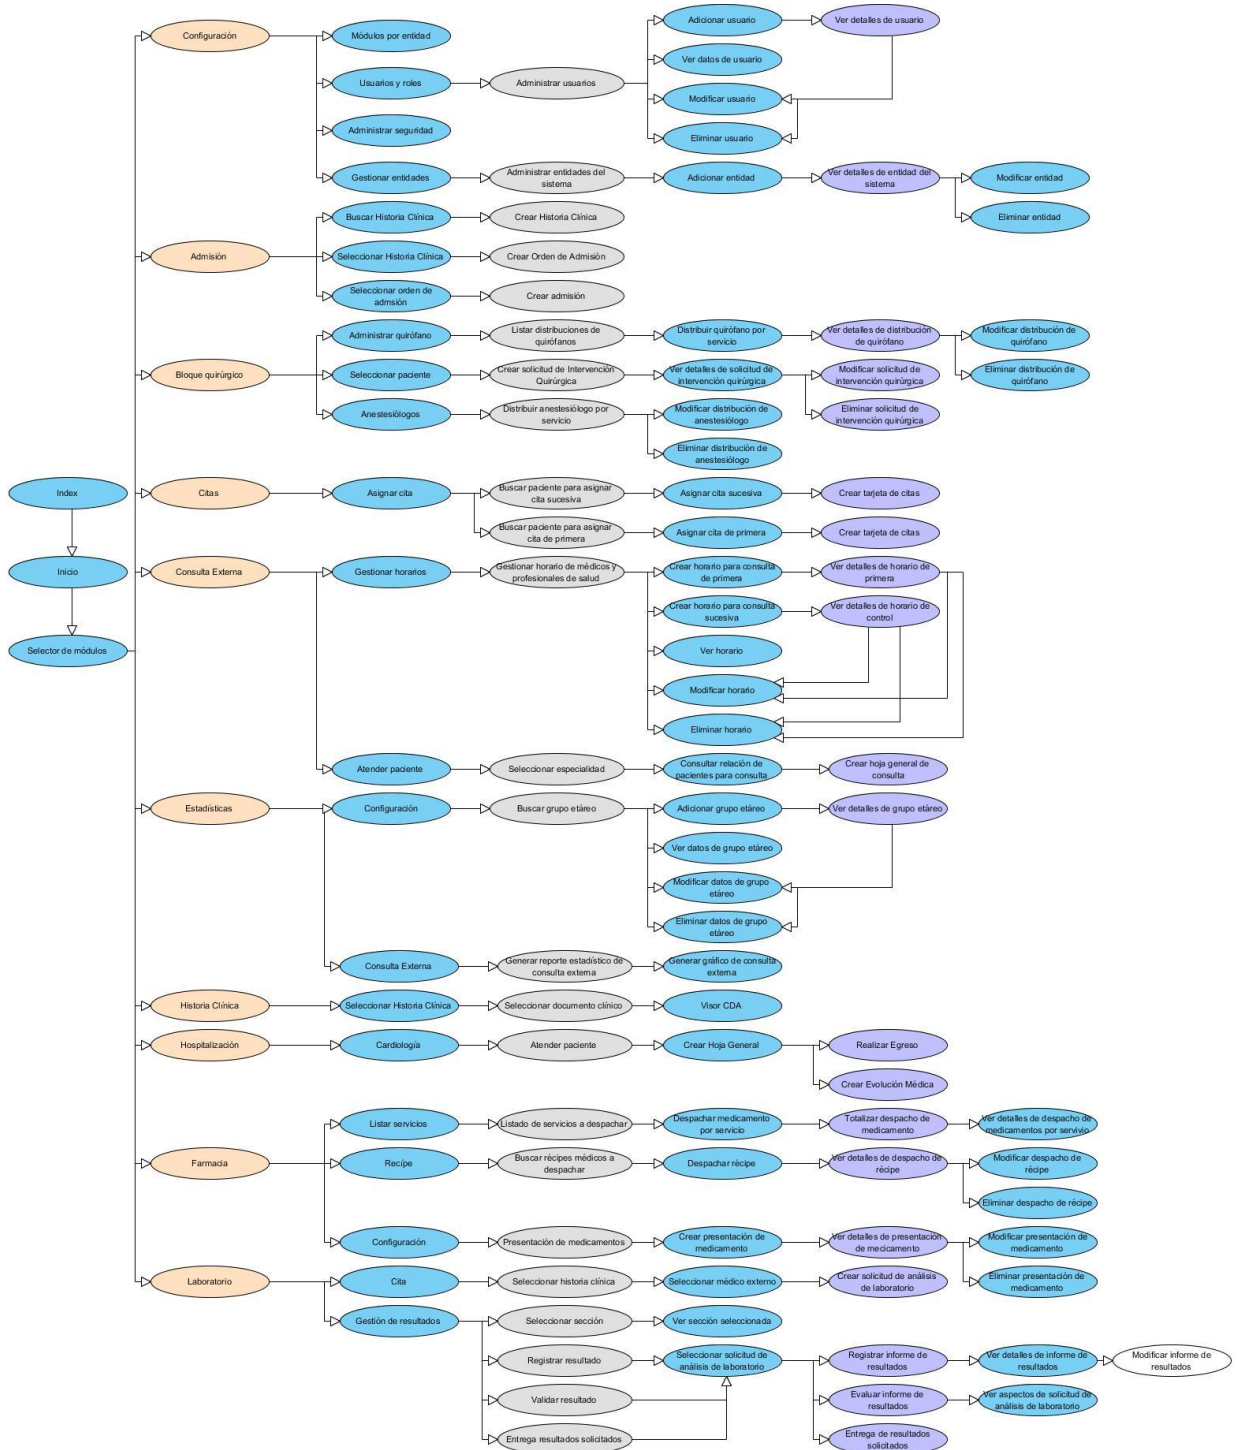 Adicionar usuario
Ver detalles de usuario
Configuración
Módulos por entidad
Ver datos de usuario
Usuarios y roles
Administrar usuarios
Modificar usuario
Administrar seguridad
Eliminar usuario
Gestionar entidades
Administrar entidades del
sistema
Adicionar entidad
Ver detalles de entidad del
sistema
Modificar entidad
Eliminar entidad
Buscar Historia Clínica
Crear Historia Clínica
Admisión
Seleccionar Historia Clínica
Crear Orden de Admisión
Seleccionar orden de
admsión
Crear admisión
Administrar quirófano
Listar distribuciones de
quirófanos
Distribuir quirófano por
servicio
Ver detalles de distribución
de quirófano
Modificar distribución de
quirófano
Bloque quirúrgico
Seleccionar paciente
Crear solicitud de Intervención
Quirúrgica
Ver detalles de solicitud de
intervención quirúrgica
Modificar solicitud de
intervención quirúrgica
Eliminar distribución de
quirófano
Anestesiólogos
Distribuir anestesiólogo por
servicio
Modificar distribución de
anestesiólogo
Eliminar solicitud de
intervención quirúrgica
Eliminar distribución de
anestesiólogo
Index
Citas
Asignar cita
Buscar paciente para asignar
cita sucesiva
Asignar cita sucesiva
Crear tarjeta de citas
Buscar paciente para asignar
cita de primera
Asignar cita de primera
Crear tarjeta de citas
Inicio
Consulta Externa
Gestionar horarios
Gestionar horario de médicos y
profesionales de salud
Crear horario para consulta
de primera
Ver detalles de horario de
primera
Crear horario para consulta
sucesiva
Ver detalles de horario de
control
Selector de módulos
Ver horario
Modificar horario
Eliminar horario
Atender paciente
Seleccionar especialidad
Consultar relación de
pacientes para consulta
Crear hoja general de
consulta
Estadísticas
Configuración
Buscar grupo etáreo
Adicionar grupo etáreo
Ver detalles de grupo etáreo
Ver datos de grupo etáreo
Modificar datos de grupo
etáreo
Eliminar datos de grupo
etáreo
Consulta Externa
Generar reporte estadístico de
consulta externa
Generar gráfico de consulta
externa
Historia Clínica
Seleccionar Historia Clínica
Seleccionar documento clínico
Visor CDA
Hospitalización
Cardiología
Atender paciente
Crear Hoja General
Realizar Egreso
Crear Evolución Médica
Listar servicios
Listado de servicios a despachar
Despachar medicamento
por servicio
Totalizar despacho de
medicamento
Ver detalles de despacho de
medicamentos por servivio
Farmacia
Recípe
Buscar récipes médicos a
despachar
Despachar récipe
Ver detalles de despacho de
récipe
Modificar despacho de
récipe
Eliminar despacho de récipe
Configuración
Presentación de medicamentos
Crear presentación de
medicamento
Ver detalles de presentación
de mecicamento
Modificar presentación de
medicamento
Laboratorio
Cita
Seleccionar historia clínica
Seleccionar médico externo
Crear solicitud de análisis
de laboratorio
Eliminar presentación de
medicamento
Gestión de resultados
Seleccionar sección
Ver sección seleccionada
Registrar resultado
Seleccionar solicitud de
análisis de laboratorio
Registrar informe de
resultados
Ver detalles de informe de
resultados
Modificar informe de
resultados
Validar resultado
Evaluar informe de
resultados
Ver aspectos de solicitud de
análisis de laboratorio
Entrega resultados solicitados
Entrega de resultados
solicitados